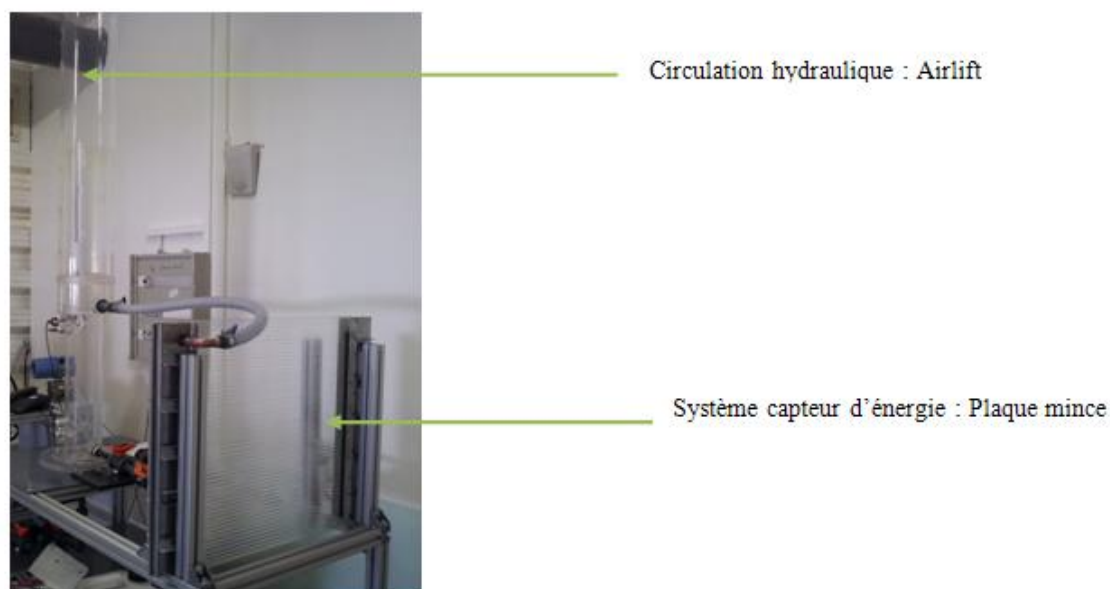 Circulation hydraulique : Airlift
Système capteur d’énergie : Plaque mince